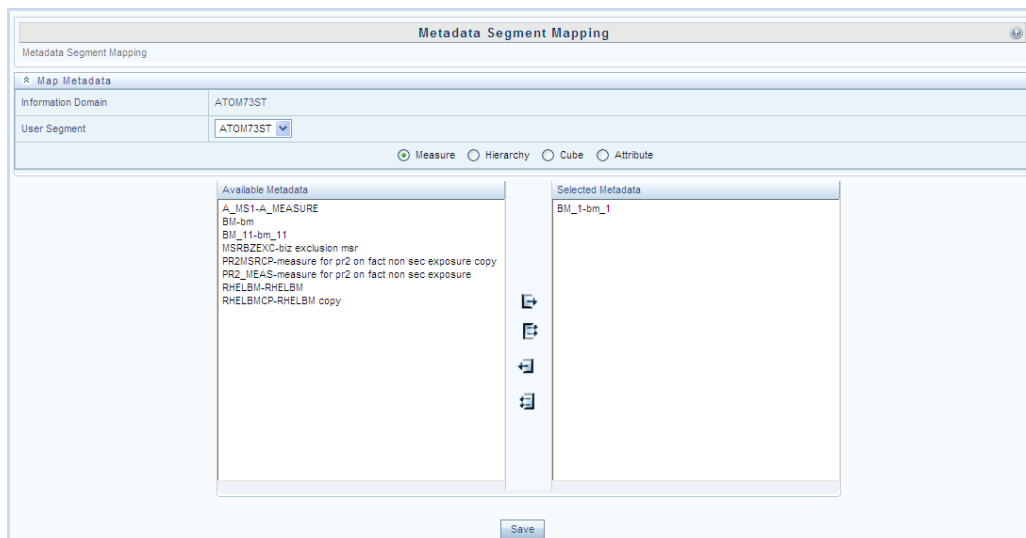 Metadata Segment Mapping
Metadata Segment Mapping
Map Metadata
Information Domain ATOM73ST
User Segment ATOM73ST
Measure Hierarchy Cube Attribute
Available Metadata
A_MS1-A_MEASURE
BM-bm
BM_11-bm_11
MSRBZEXC-biz exclusion msr
PR2MSRCP-measure for pr2 on fact non sec exposure copy
PR2_MEAS-measure for pr2 on fact non sec exposure
RHELBM-RHELBM
RHELBMCP-RHELBM copy
Selected Metadata
BM_1-bm_1
Save